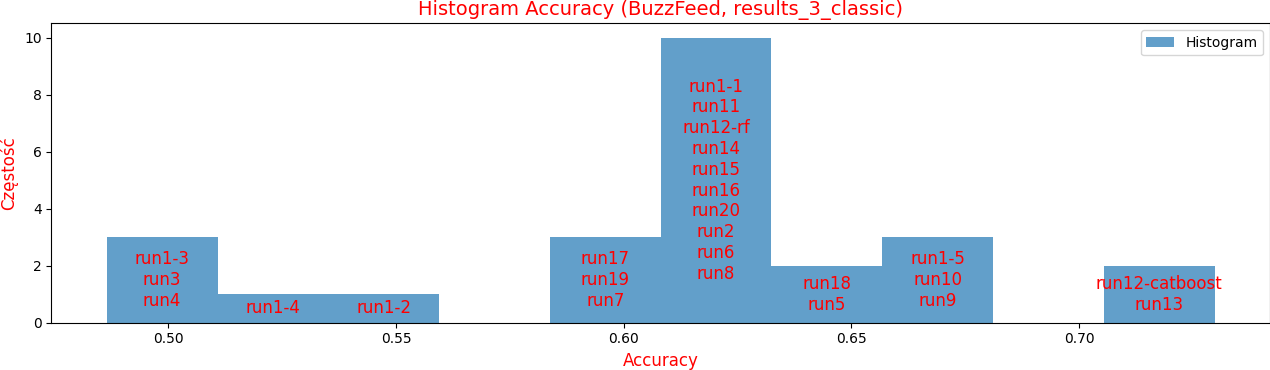 Histogram Accuracy (BuzzFeed, results_3_classic)
Histogram
Częstość
10
8
6
4
2
0
run1-3
run3
run4
run1-4
run1-2
run17
run19
run7
run1-1
run11
run12-rf
run14
run15
run16
run20
run2
run6
run8
run18
run5
run1-5
run10
run9
run12-catboost
run13
0.50
0.55
0.60
0.65
0.70
Accuracy